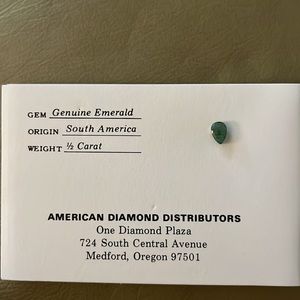 GEM Genuine Emerald
ORIGIN South America
WEIGHT ½ Carat
AMERICAN DIAMOND DISTRIBUTORS
One Diamond Plaza
724 South Central Avenue
Medford, Oregon 97501